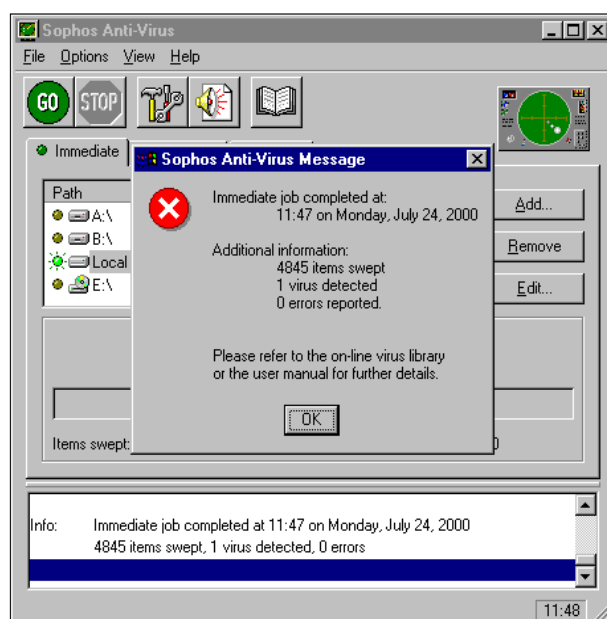 Sophos Anti-Virus
File Options View Help
GO STOP
Immediate
Sophos Anti-Virus Message
Path
A:\
B:\
Local
E:\
Add...
Remove
Edit...
Immediate job completed at:
11:47 on Monday, July 24, 2000
Additional information:
4845 items swept
1 virus detected
0 errors reported.
Please refer to the on-line virus library
or the user manual for further details.
OK
Items swept:
Info: Immediate job completed at 11:47 on Monday, July 24, 2000
4845 items swept, 1 virus detected, 0 errors
11:48